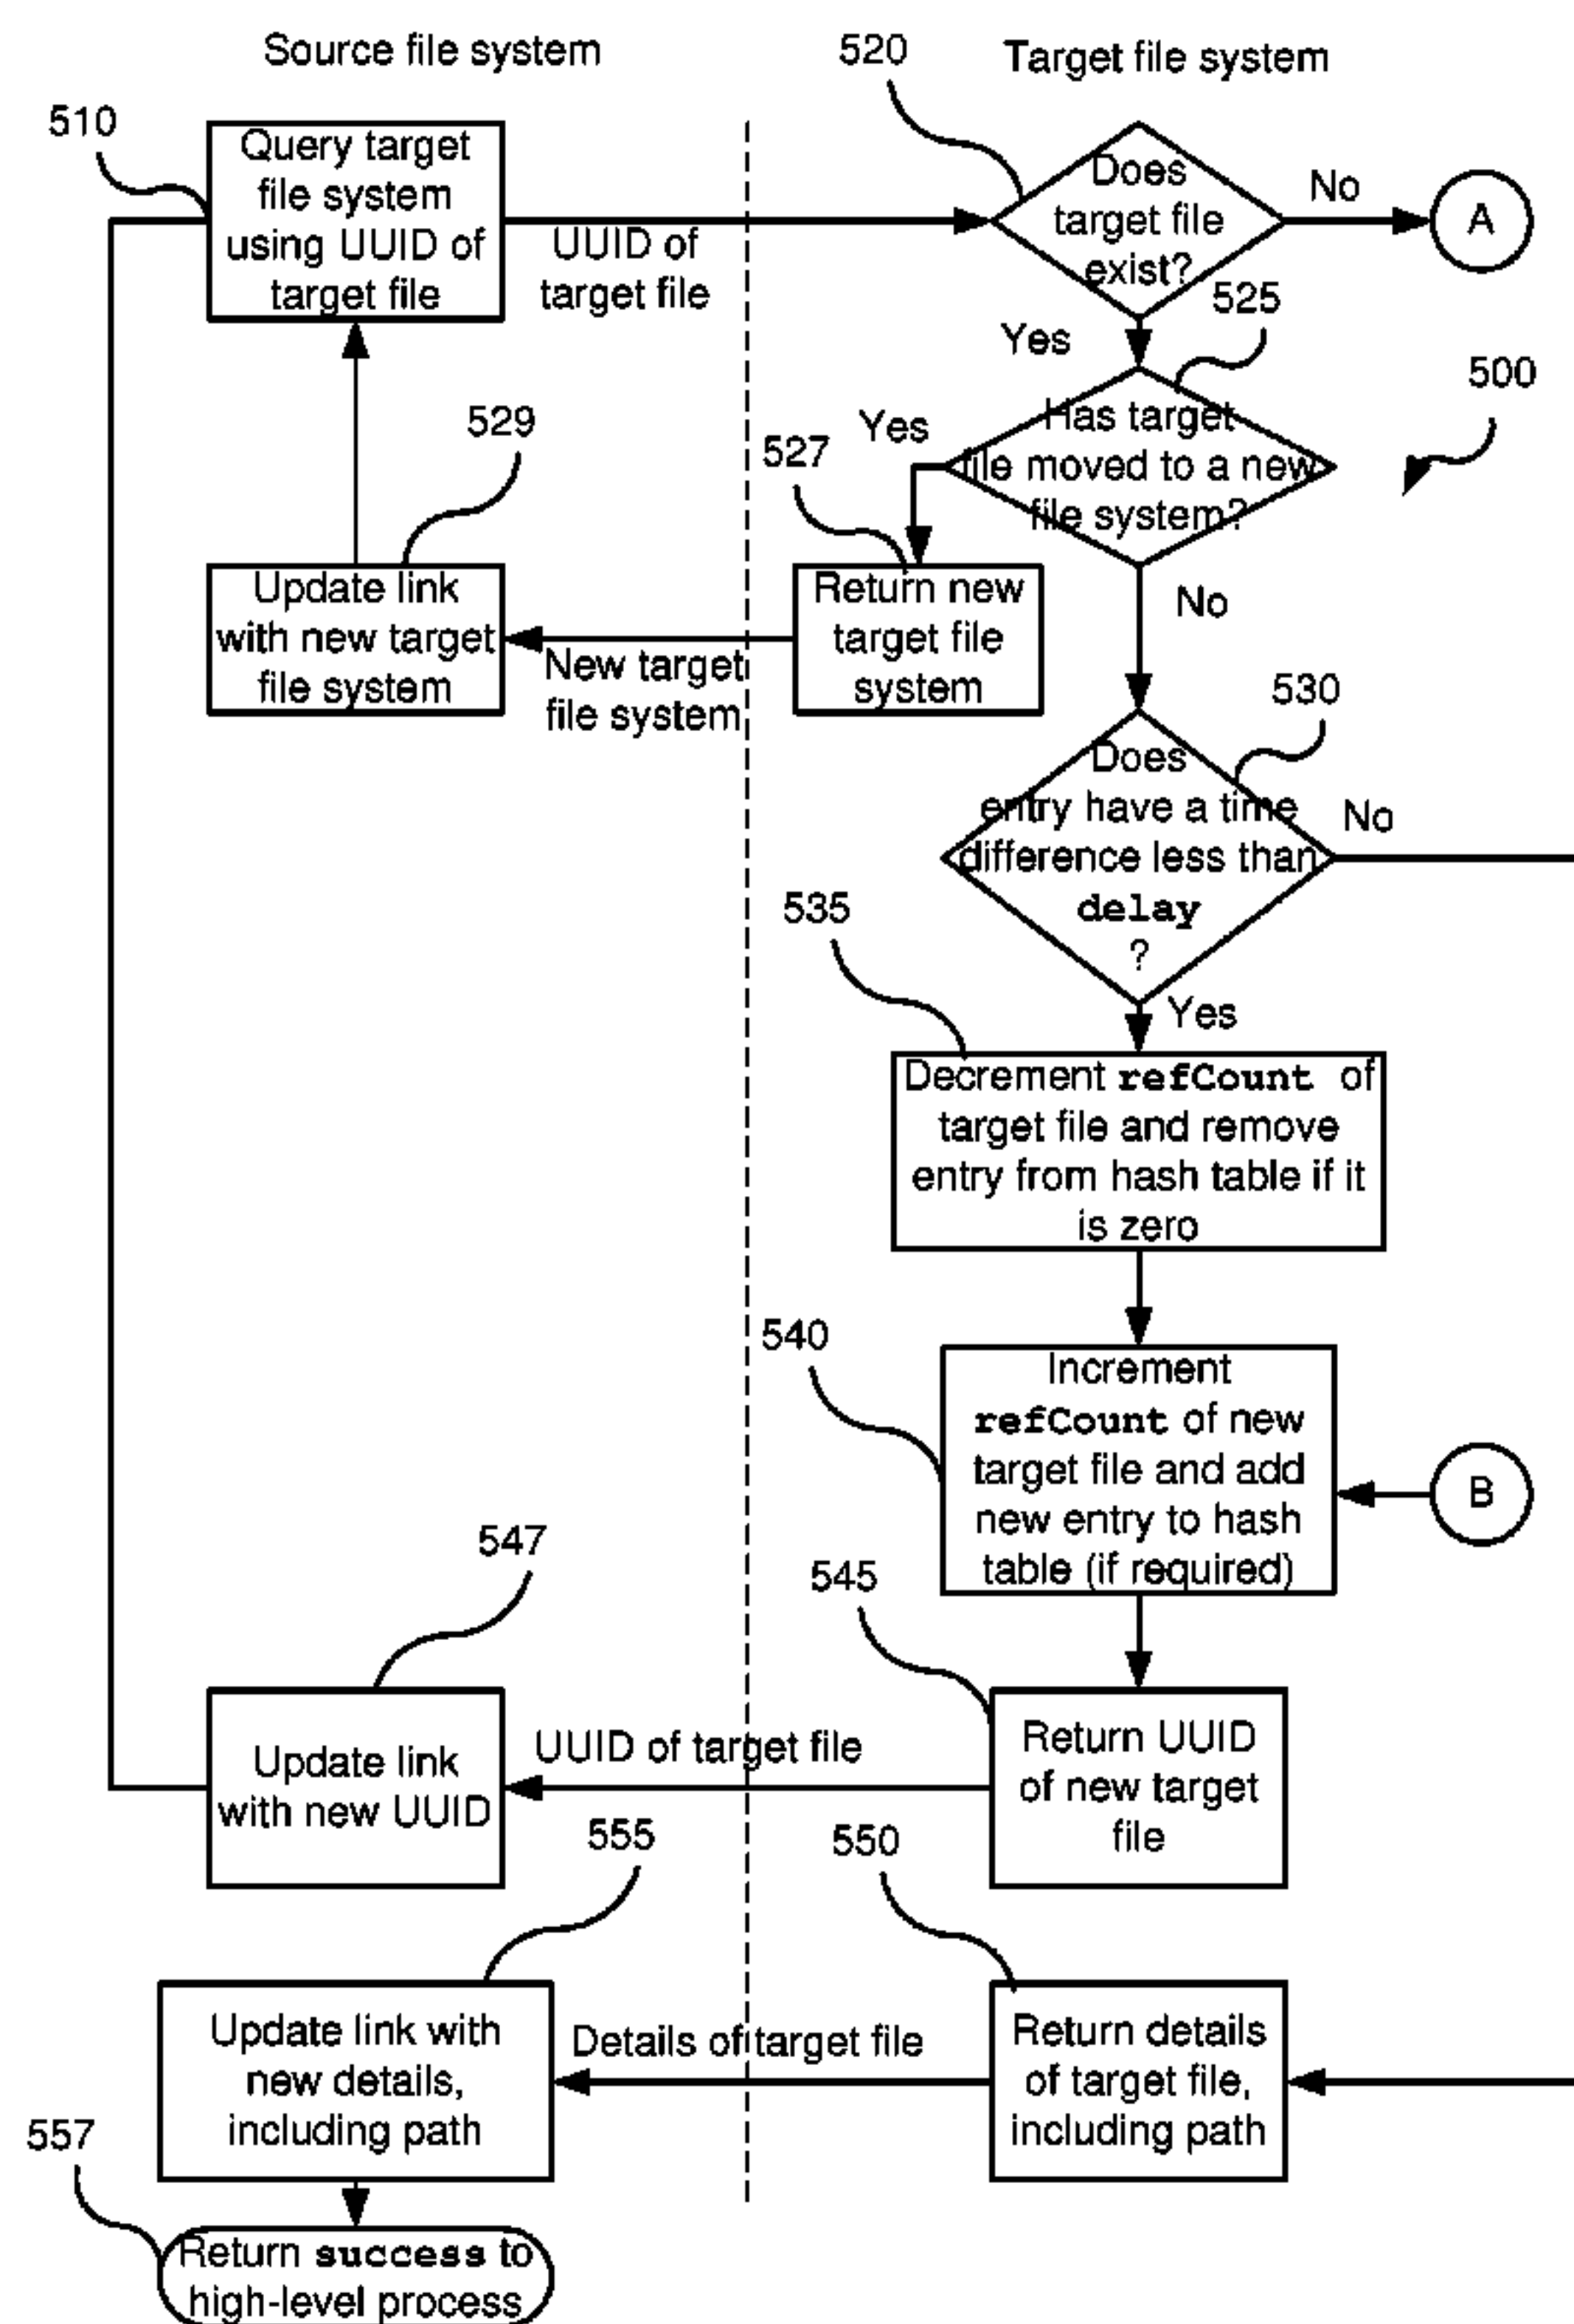 Source file system
520
Target file system
510
Query target
file system
using UUID of
target file
UUID of
target file
Does
target file
exist?
No
A
525
Yes
500
Has target
file moved to a new
file system?
Yes
527
529
Update link
with new target
file system
New target
file system
Return new
target file
system
No
530
Does
entry have a time
difference less than
delay
?
No
535
Yes
Decrement refCount of
target file and remove
entry from hash table if it
is zero
540
Increment
refCount of new
target file and add
new entry to hash
table (if required)
B
547
545
Update link
with new UUID
UUID of target file
Return UUID
of new target
file
555
550
Update link with
new details,
including path
Details of target file
Return details
of target file,
including path
557
Return success to
high-level process